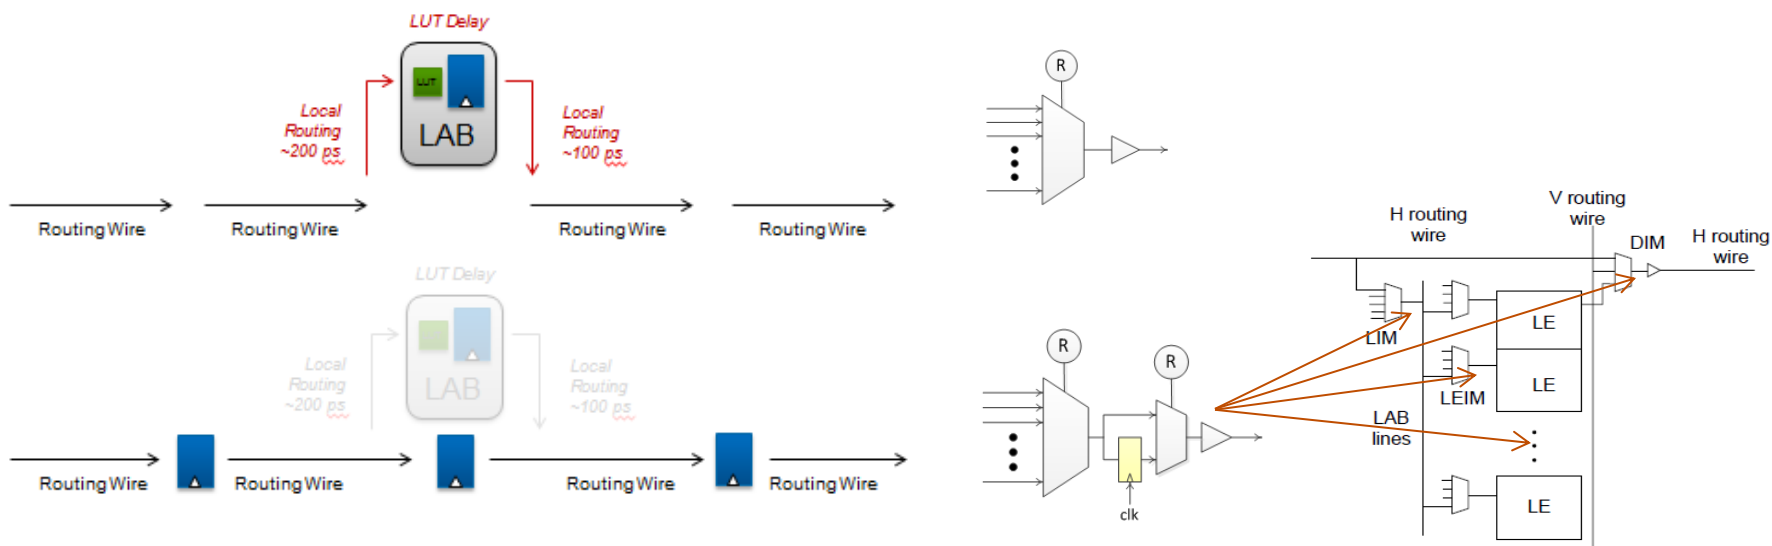 LUT Delay
LUT
LAB
Local
Routing
~200 ps
Local
Routing
~100 ps
Routing Wire
Routing Wire
Routing Wire
Routing Wire
LUT Delay
LAB
Local
Routing
~200 ps
Local
Routing
~100 ps
Routing Wire
Routing Wire
Routing Wire
Routing Wire
R
R
R
clk
H routing
wire
V routing
wire
DIM
H routing
wire
LIM
LE
LE
LEIM
LAB
lines
LE